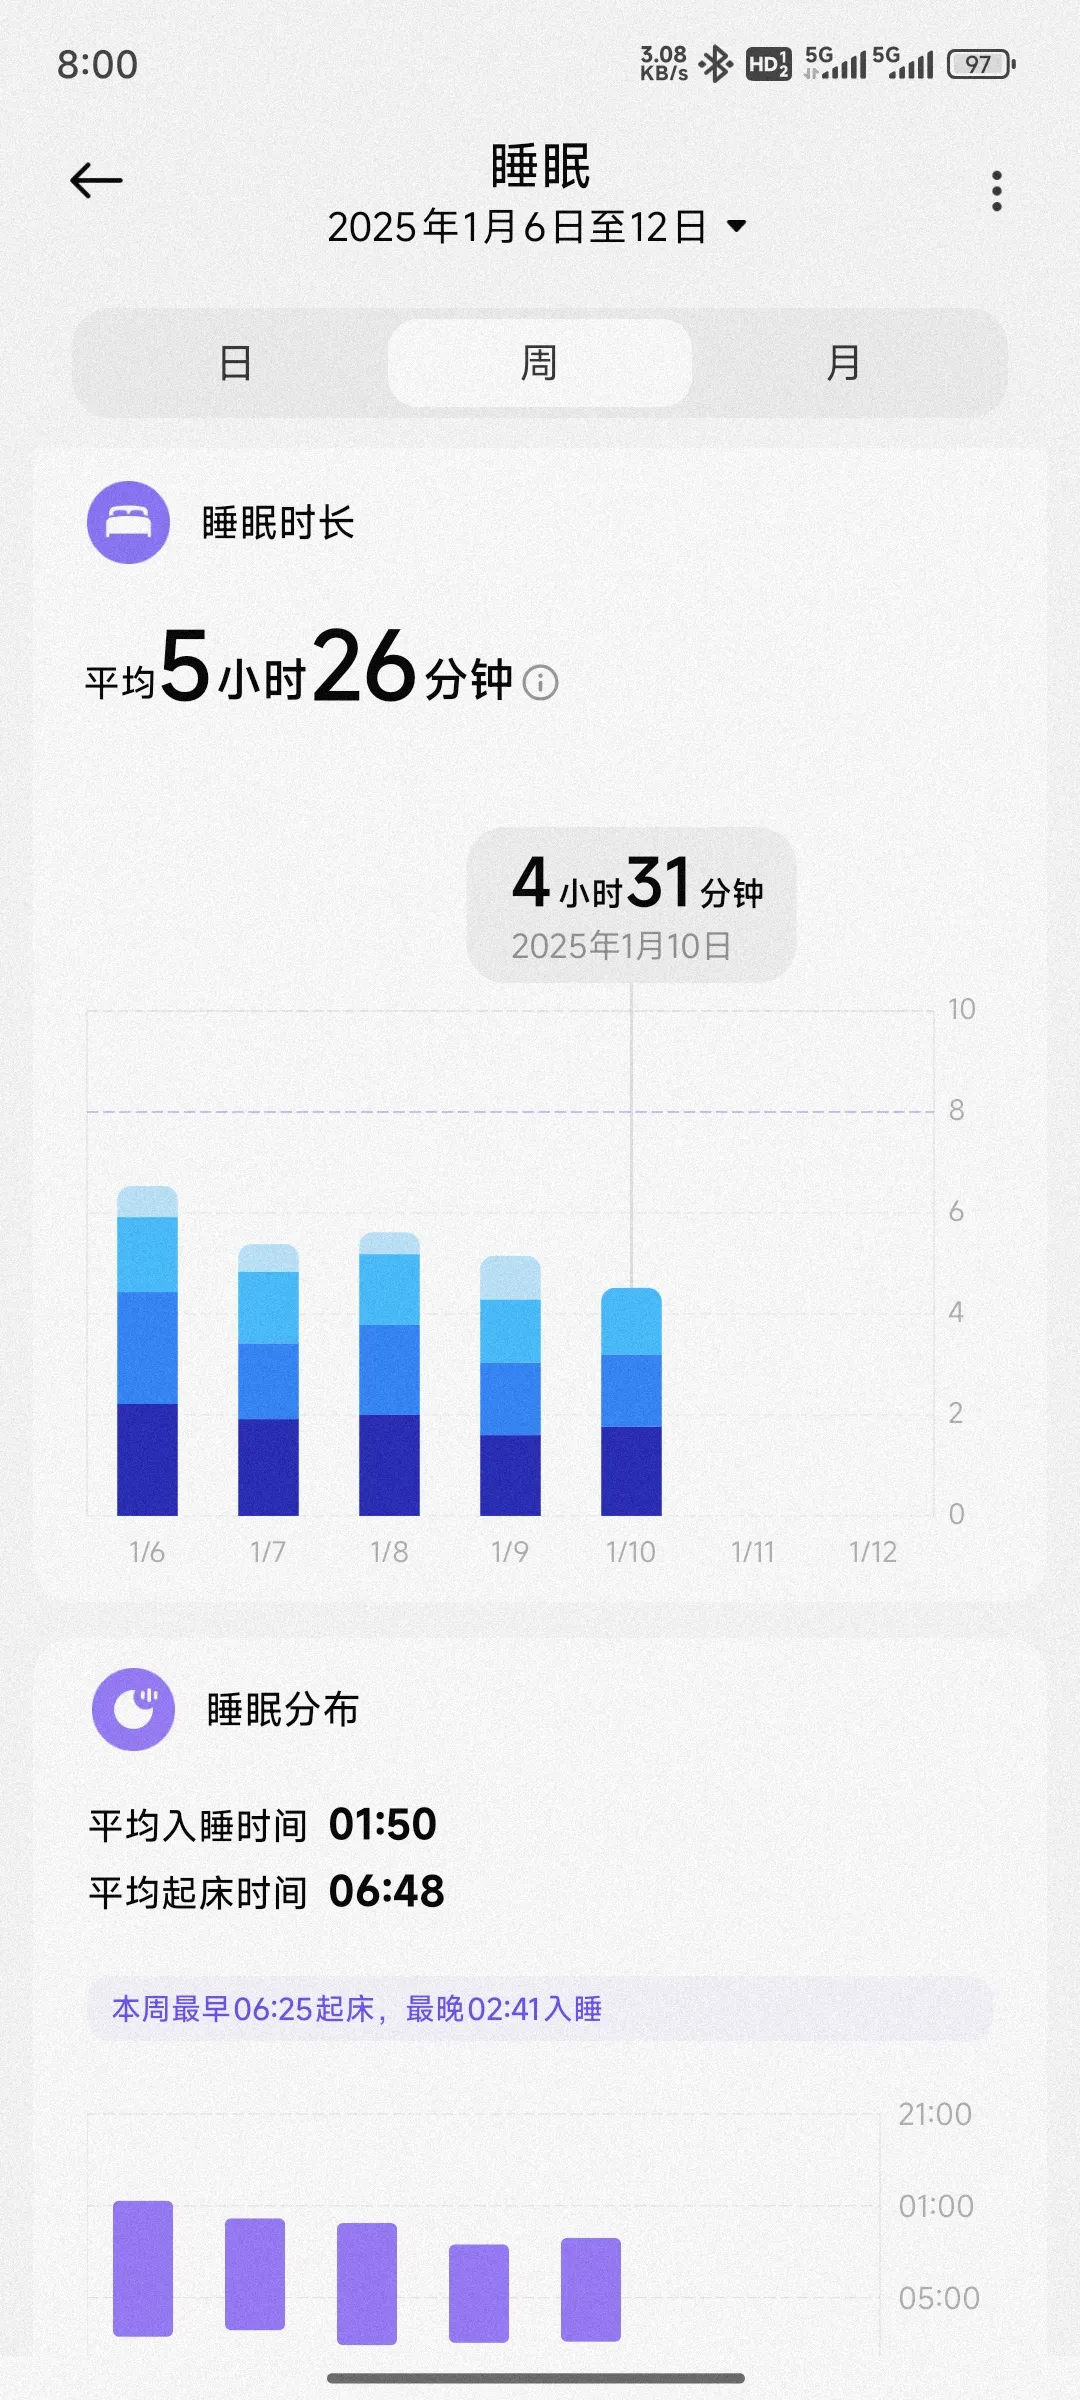 8:00 3.08 KB/s HD 1 2 5G 5G 97
睡眠
2025年1月6日至12日
日 周 月
睡眠时长
平均5小时26分钟
4小时31分钟
2025年1月10日
10
8
6
4
2
0
1/6 1/7 1/8 1/9 1/10 1/11 1/12
睡眠分布
平均入睡时间 01:50
平均起床时间 06:48
本周最早06:25起床，最晚02:41入睡
21:00
01:00
05:00